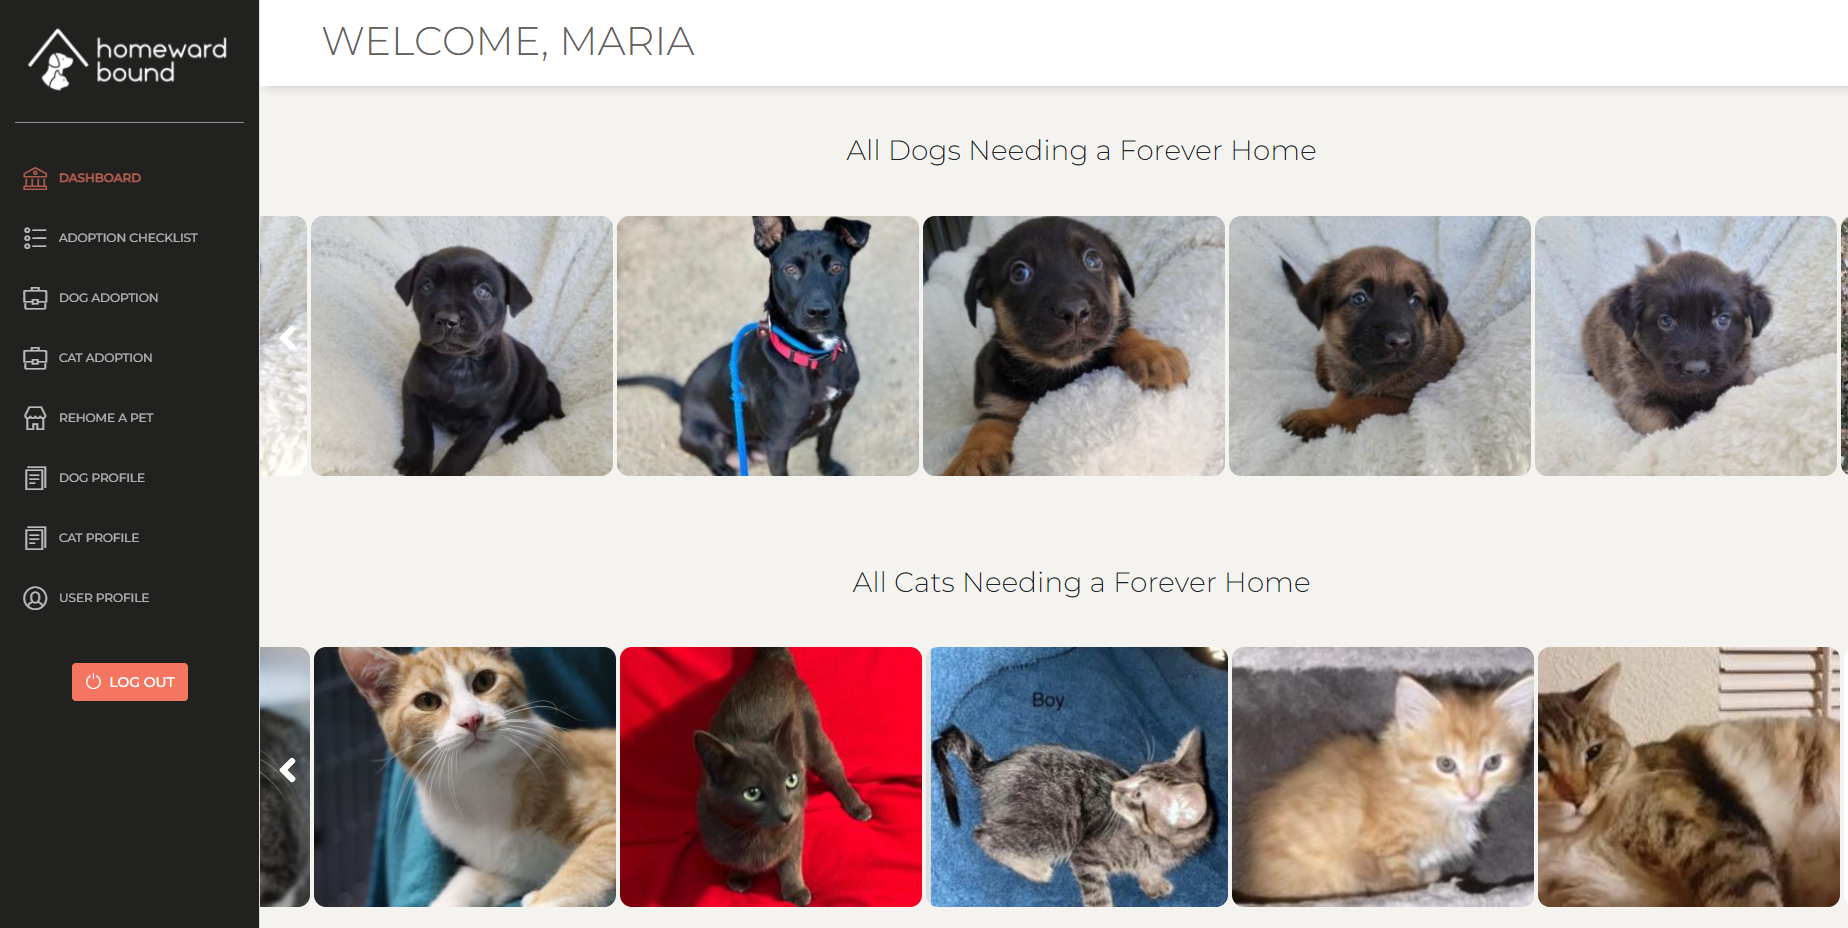 homeward
bound
DASHBOARD
ADOPTION CHECKLIST
DOG ADOPTION
CAT ADOPTION
REHOME A PET
DOG PROFILE
CAT PROFILE
USER PROFILE
LOG OUT
WELCOME, MARIA
All Dogs Needing a Forever Home
All Cats Needing a Forever Home
Boy